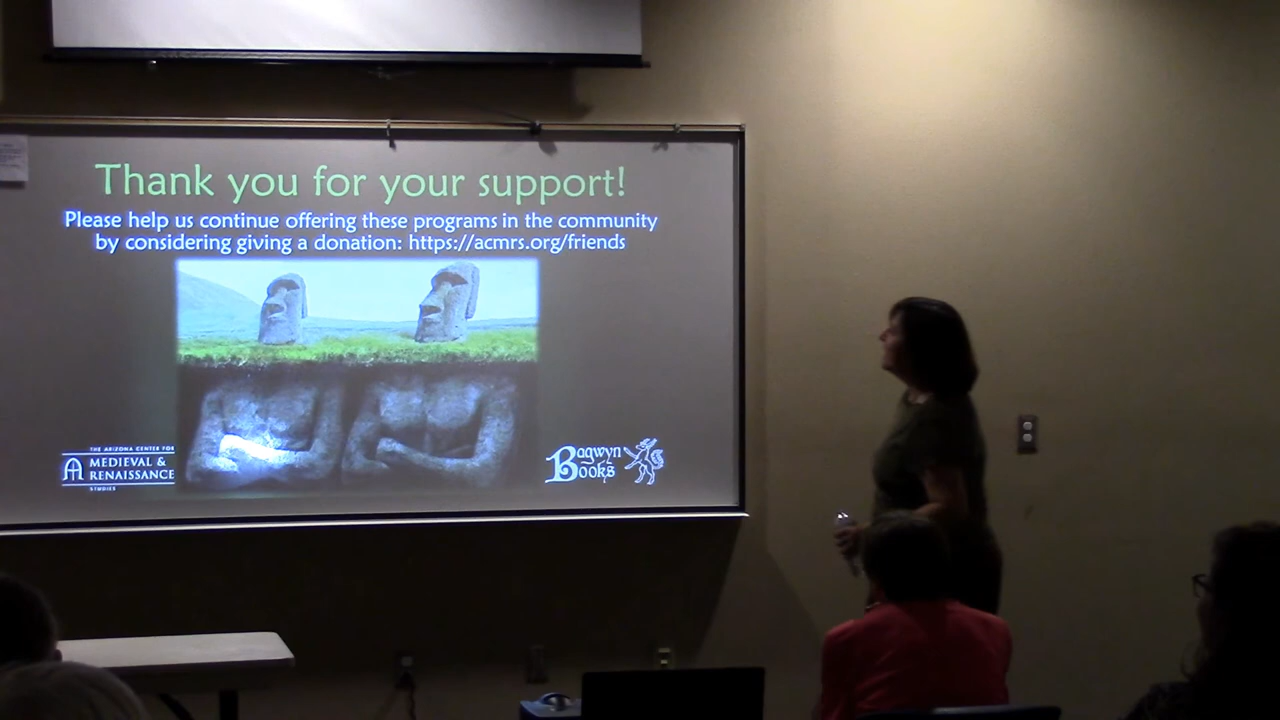 Thank you for your support!
Please help us continue offering these programs in the community
by considering giving a donation: https://acmrs.org/friends
THE ARIZONA CENTER FOR
MEDIEVAL &
RENAISSANCE
STUDIES
Bagwyn
Books